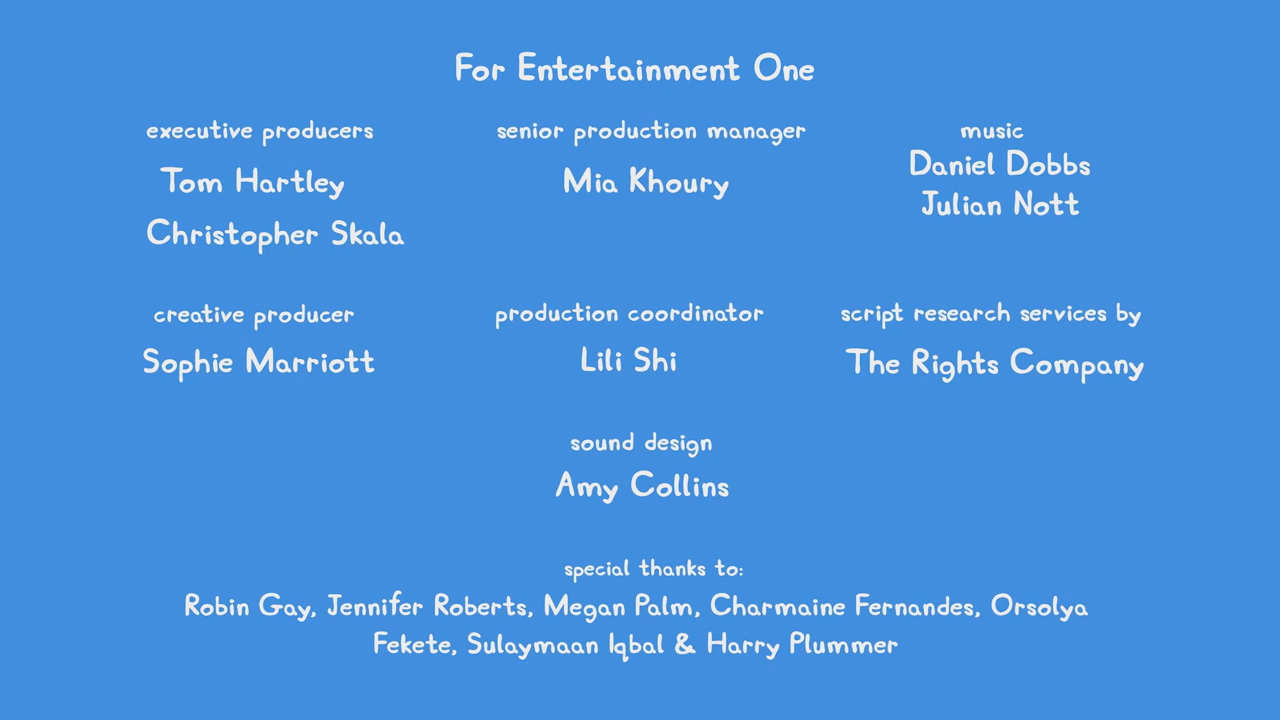 For Entertainment One
executive producers
Tom Hartley
Christopher Skala
senior production manager
Mia Khoury
music
Daniel Dobbs
Julian Nott
creative producer
Sophie Marriott
production coordinator
Lili Shi
script research services by
The Rights Company
sound design
Amy Collins
special thanks to:
Robin Gay, Jennifer Roberts, Megan Palm, Charmaine Fernandes, Orsolya
Fekete, Sulaymaan Iqbal & Harry Plummer